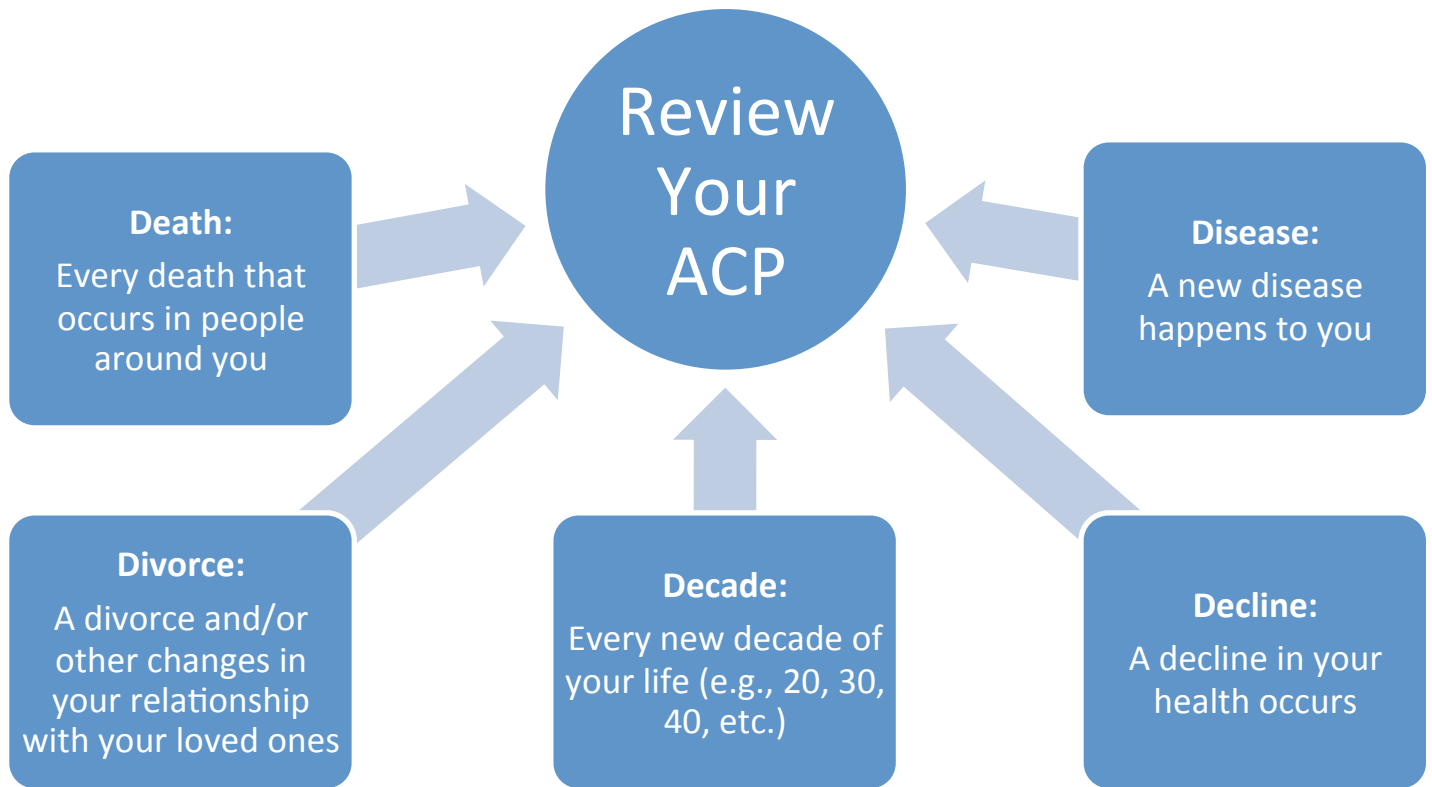 Review
Your
ACP
Death:
Every death that
occurs in people
around you
Disease:
A new disease
happens to you
Divorce:
A divorce and/or
other changes in
your relationship
with your loved ones
Decade:
Every new decade of
your life (e.g., 20, 30,
40, etc.)
Decline:
A decline in your
health occurs